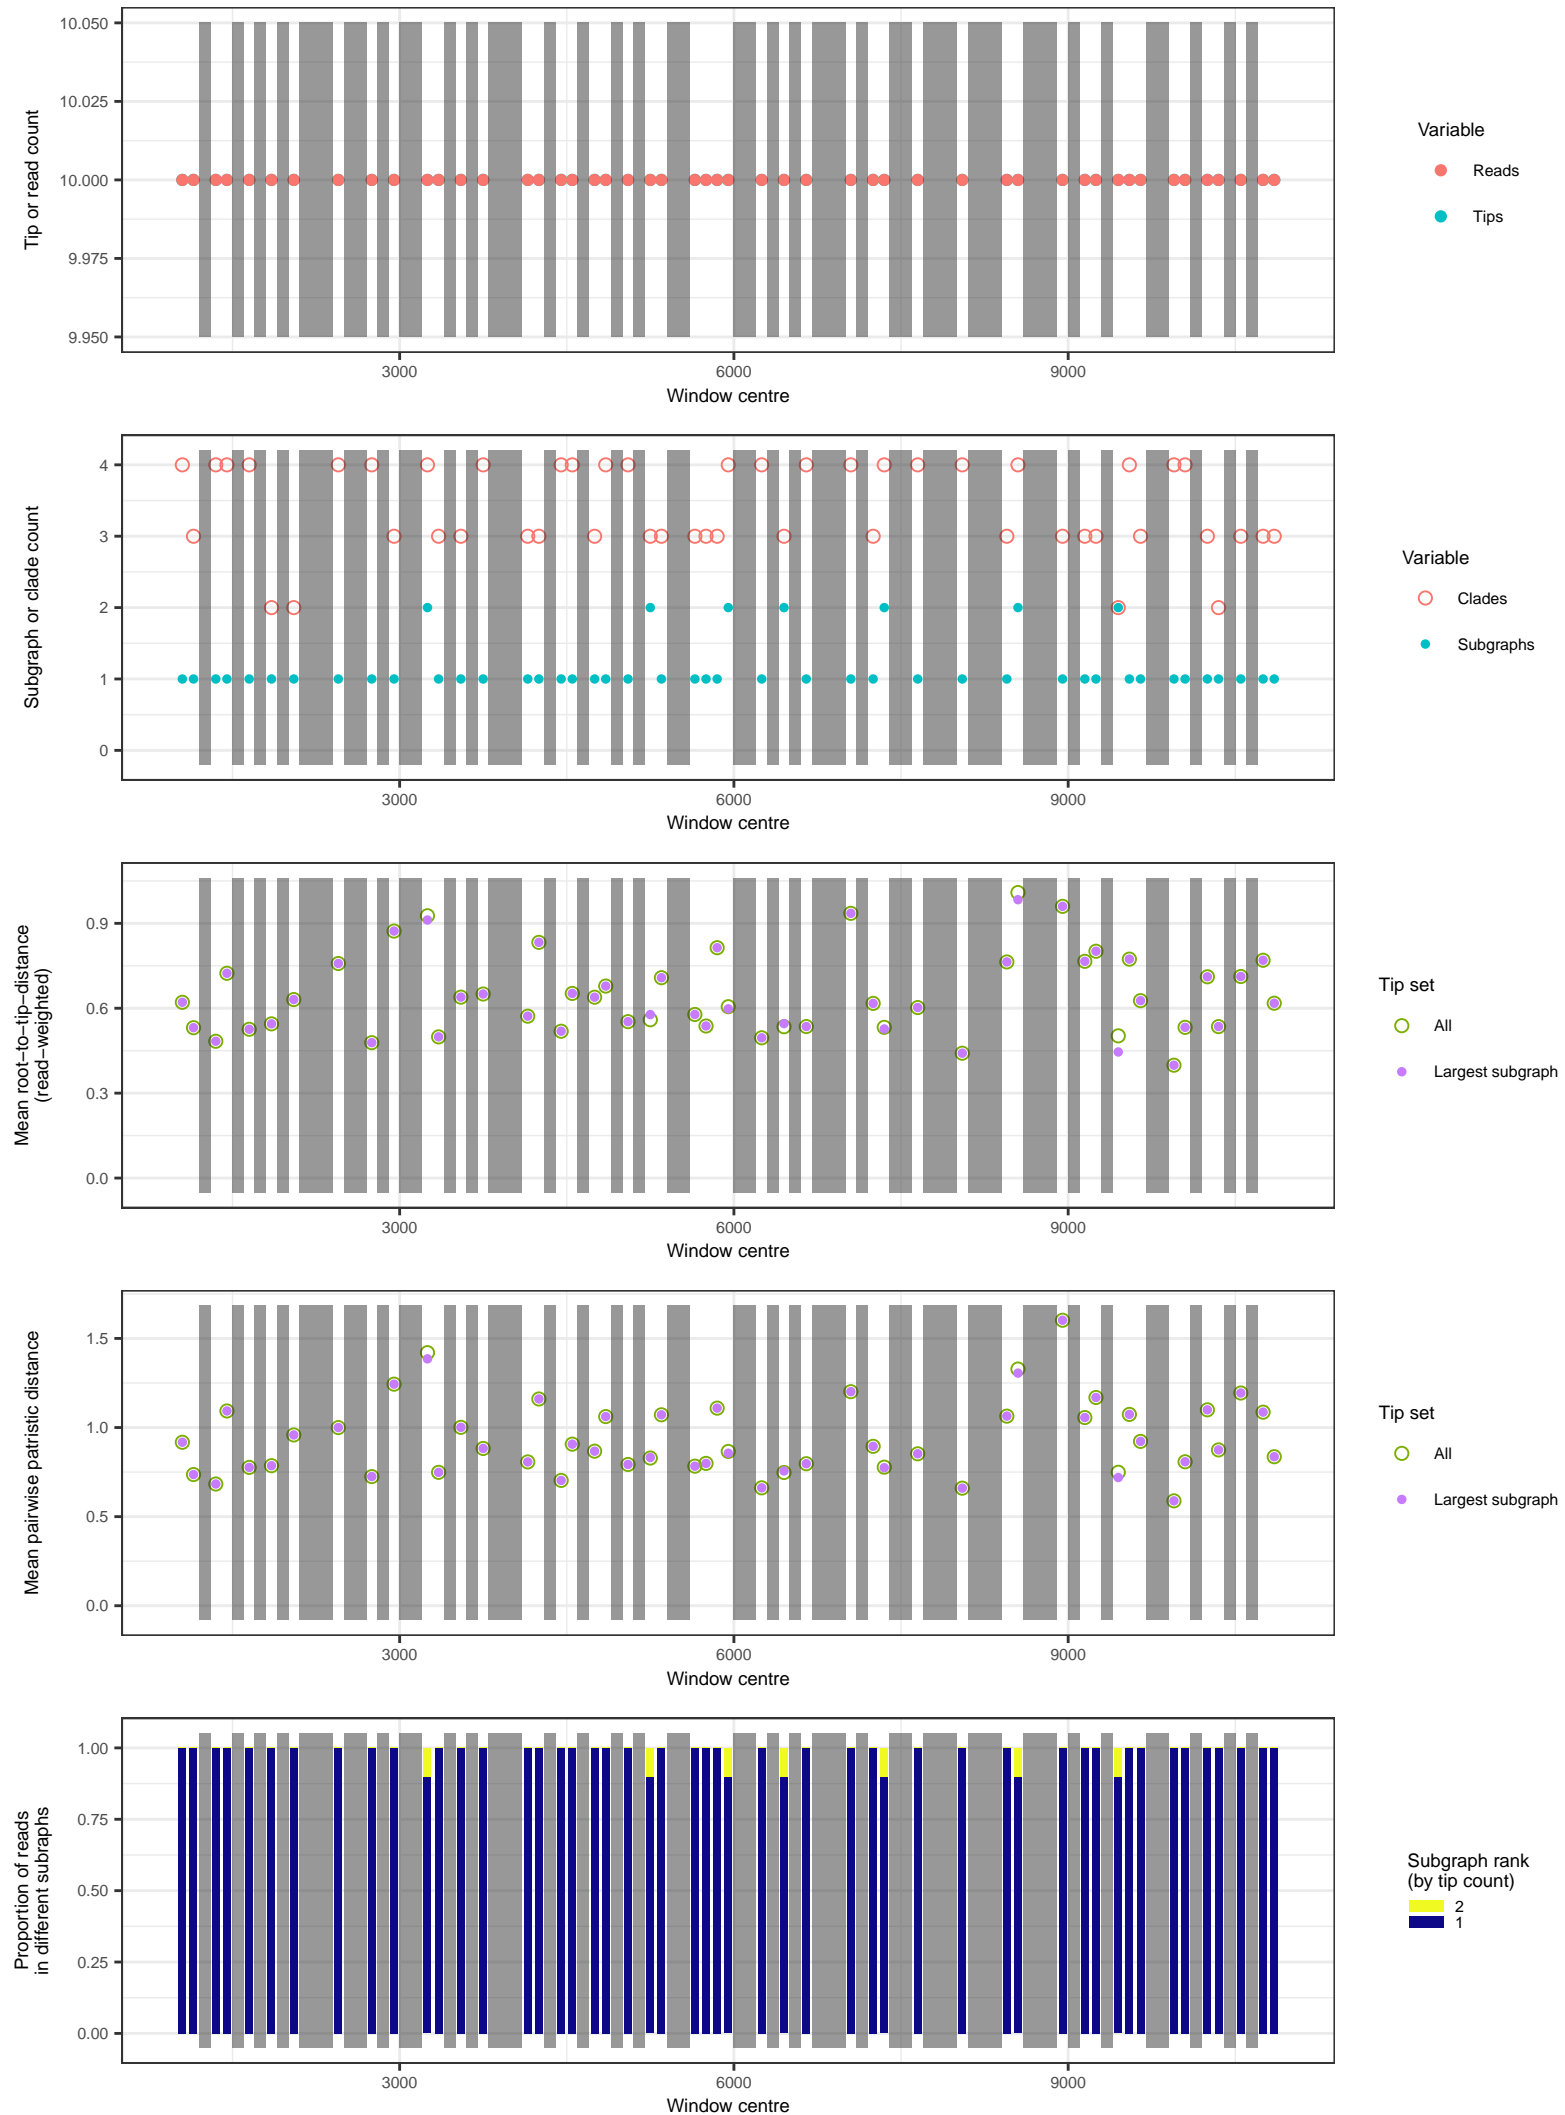 10.050
10.025
10.000
9.975
9.950
Tip or read count
3000
6000
9000
Window centre
Variable
Reads
Tips
4
3
2
1
0
Subgraph or clade count
3000
6000
9000
Window centre
Variable
Clades
Subgraphs
0.9
0.6
0.3
0.0
Mean root−to−tip−distance
(read−weighted)
3000
6000
9000
Window centre
Tip set
All
Largest subgraph
1.5
1.0
0.5
0.0
Mean pairwise patristic distance
3000
6000
9000
Window centre
Tip set
All
Largest subgraph
1.00
0.75
0.50
0.25
0.00
Proportion of reads
in different subraphs
3000
6000
9000
Window centre
Subgraph rank
(by tip count)
2
1